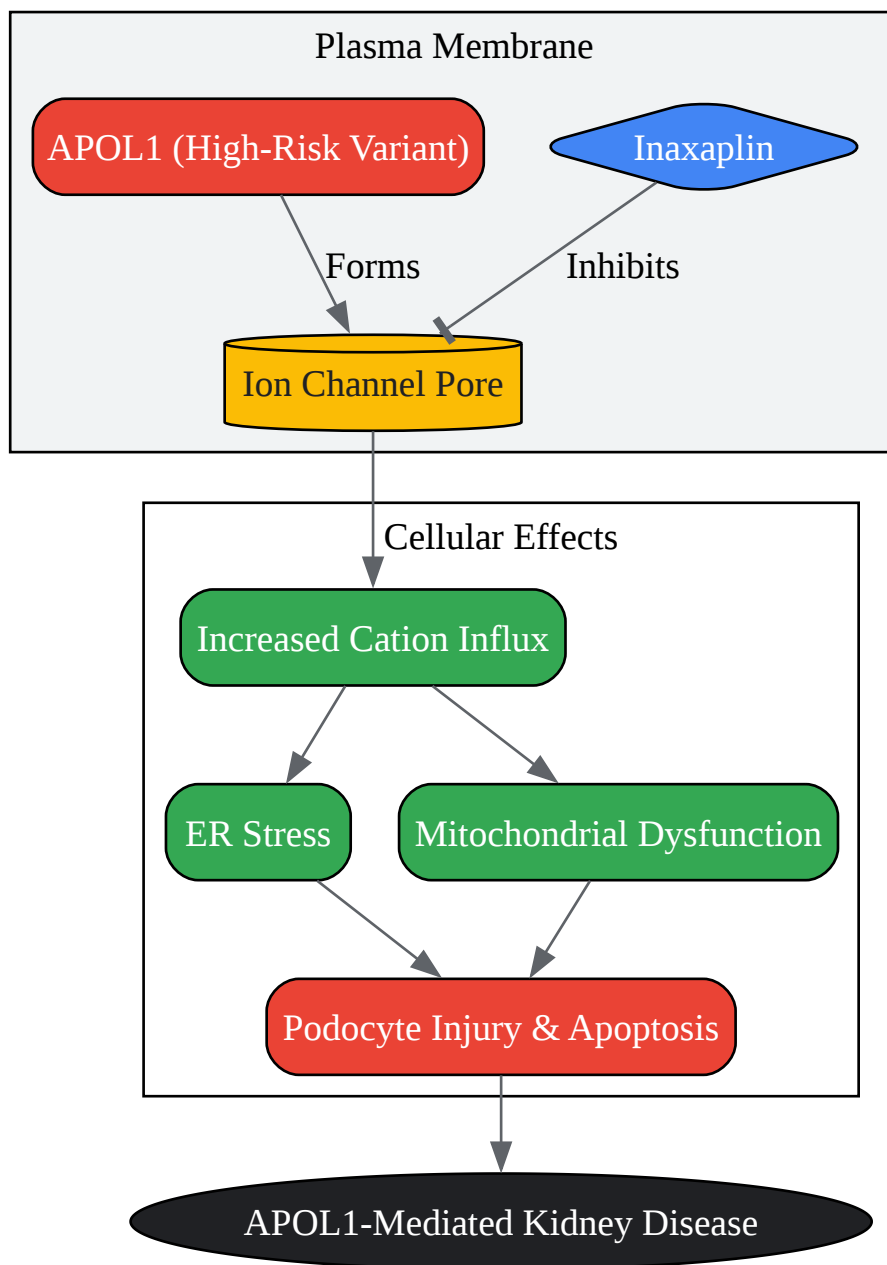 Plasma Membrane
APOL1 (High-Risk Variant)
Inaxaplin
Forms
Inhibits
Ion Channel Pore
Cellular Effects
Increased Cation Influx
ER Stress
Mitochondrial Dysfunction
Podocyte Injury & Apoptosis
APOL1-Mediated Kidney Disease